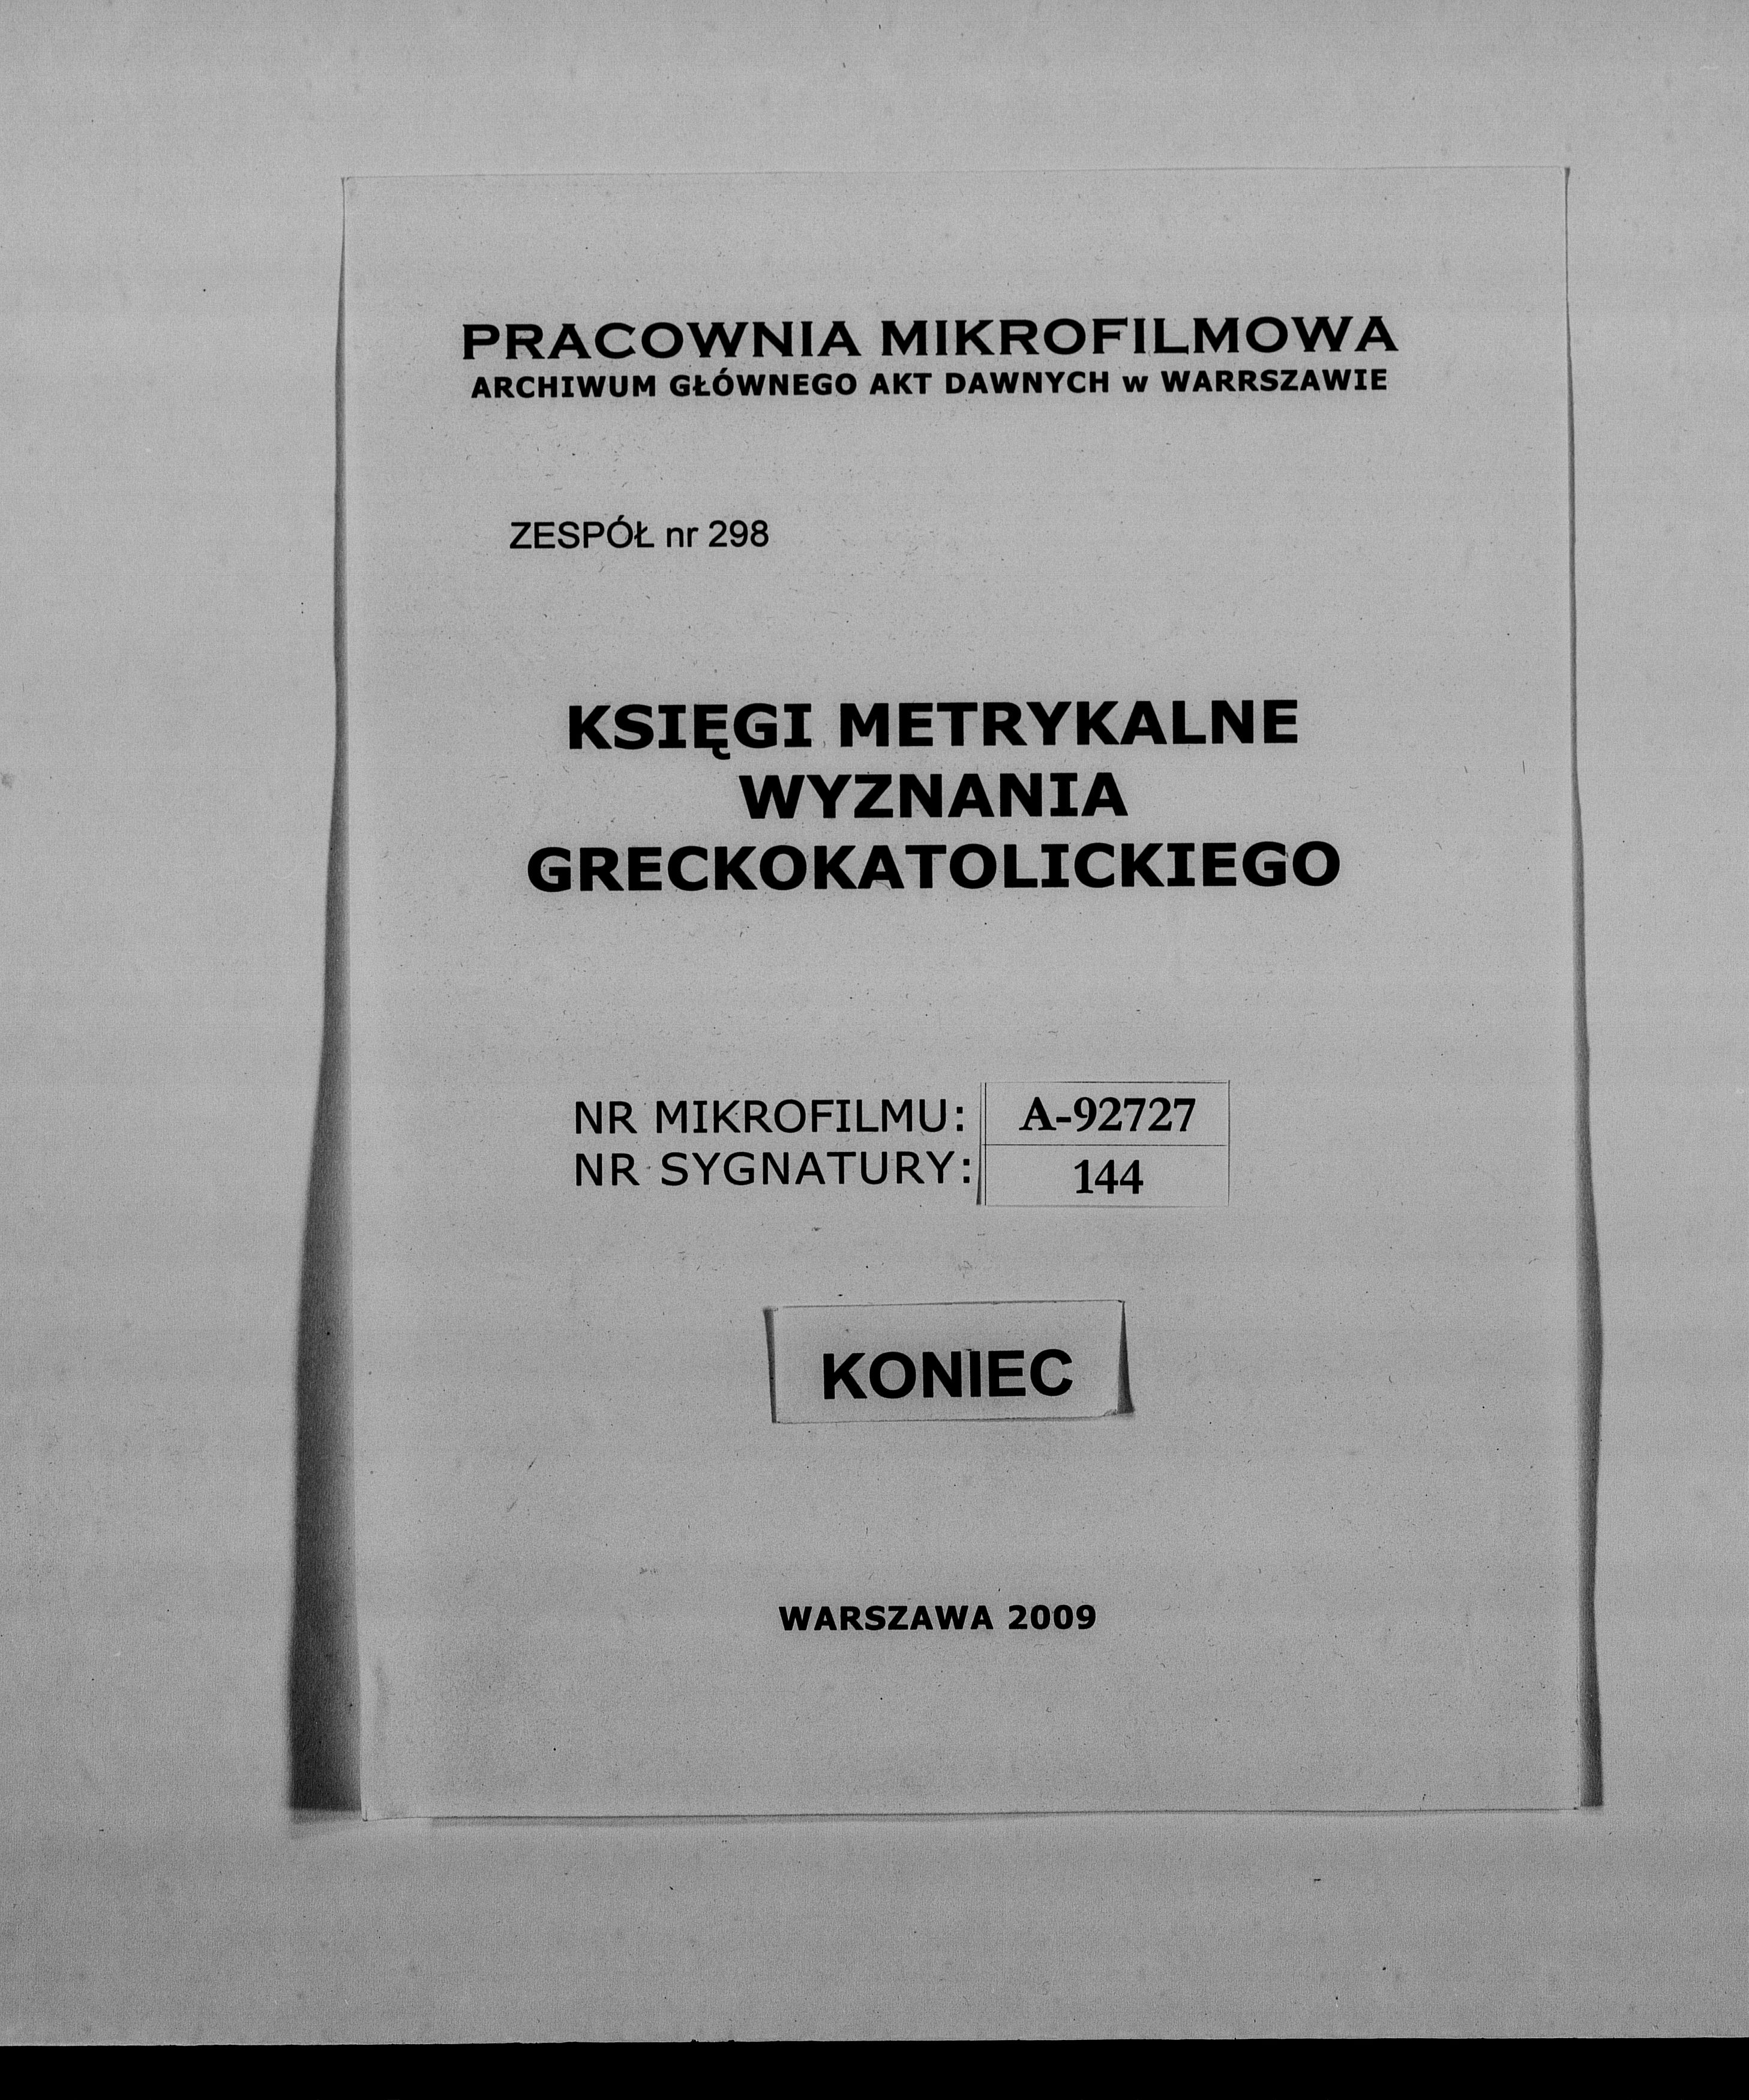 PRACOWNIA MIKROFILMOWA
ARCHIWUM GŁÓWNEGO AKT DAWNYCH w WARRSZAWIE
ZESPÓŁ nr 298
KSIĘGI METRYKALNE
WYZNANIA
GRECKOKATOLICKIEGO
NR MIKROFILMU: A-92727
NR SYGNATURY: 144
KONIEC
WARSZAWA 2009